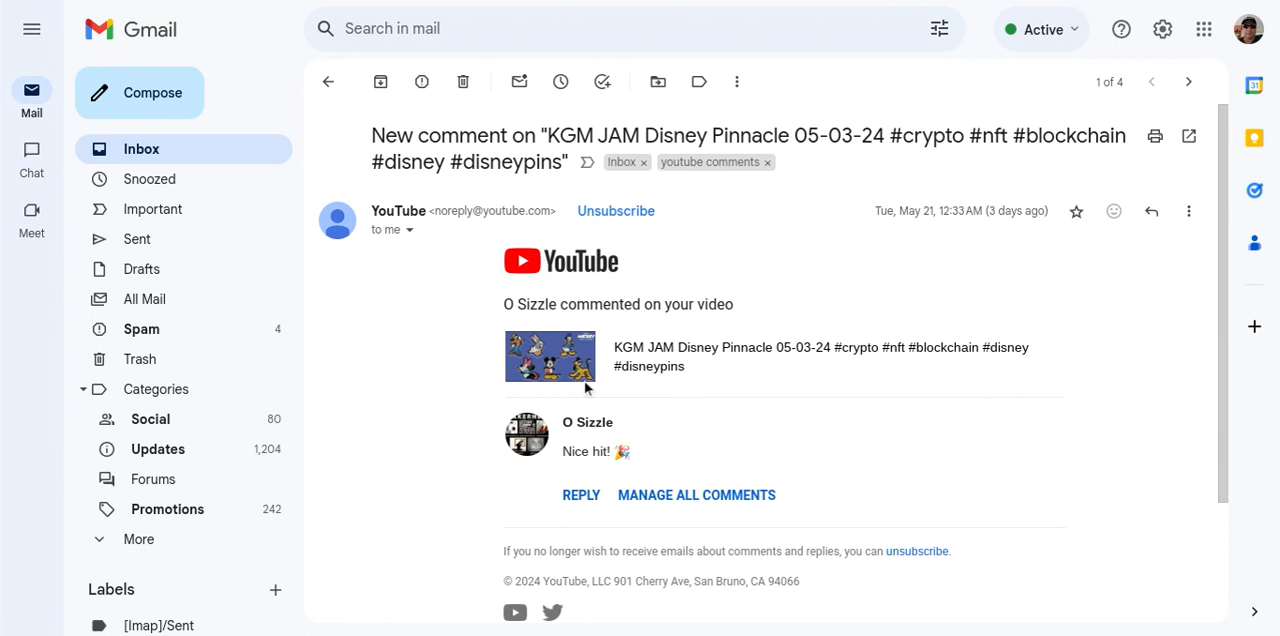 Gmail
Search in mail
Active
Mail
Chat
Meet
Compose
Inbox
Snoozed
Important
Sent
Drafts
All Mail
Spam 4
Trash
Categories
Social 80
Updates 1,204
Forums
Promotions 242
More
Labels
[Imap]/Sent
1 of 4
New comment on "KGM JAM Disney Pinnacle 05-03-24 #crypto #nft #blockchain
#disney #disneypins" Inbox × youtube comments ×
YouTube <noreply@youtube.com> Unsubscribe Tue, May 21, 12:33 AM (3 days ago)
to me
YouTube
O Sizzle commented on your video
KGM JAM Disney Pinnacle 05-03-24 #crypto #nft #blockchain #disney
#disneypins
O Sizzle
Nice hit! 🎉
REPLY MANAGE ALL COMMENTS
If you no longer wish to receive emails about comments and replies, you can unsubscribe.
© 2024 YouTube, LLC 901 Cherry Ave, San Bruno, CA 94066
31